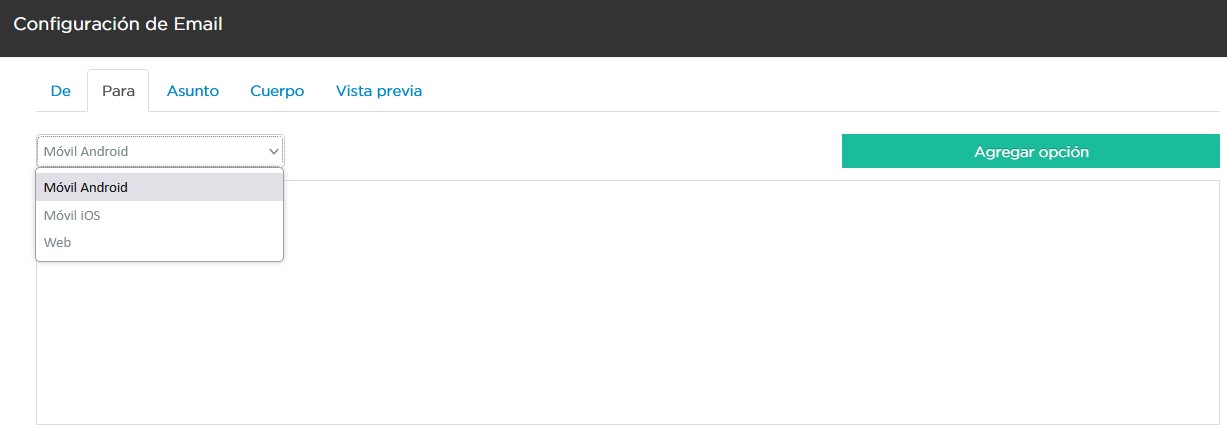 Configuración de Email
De Para Asunto Cuerpo Vista previa
Móvil Android Agregar opción
Móvil Android
Móvil iOS
Web